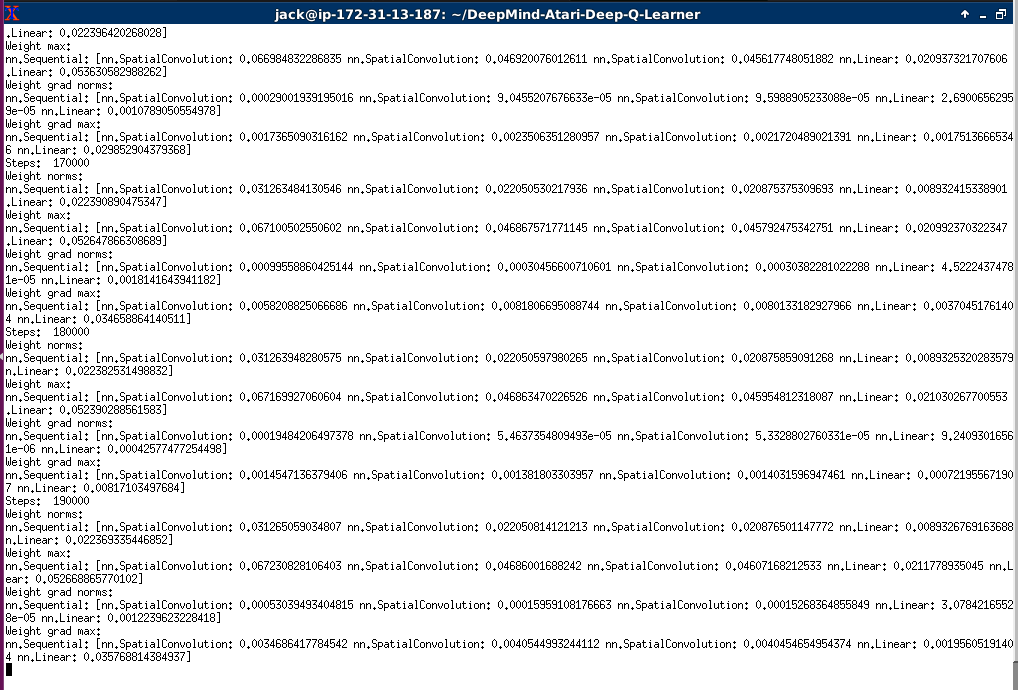 jack@ip-172-31-13-187: ~/DeepMind-Atari-Deep-Q-Learner
.Linear: 0.022396420268028]
Weight max:
nn.Sequential: [nn.SpatialConvolution: 0.066984832286835 nn.SpatialConvolution: 0.046920076012611 nn.SpatialConvolution: 0.045617748051882 nn.Linear: 0.020937321707606
.Linear: 0.053630582988262]
Weight grad norms:
nn.Sequential: [nn.SpatialConvolution: 0.00029001939195016 nn.SpatialConvolution: 9.0455207676633e-05 nn.SpatialConvolution: 9.5988905233088e-05 nn.Linear: 2.6900656295
9e-05 nn.Linear: 0.0010789050554978]
Weight grad max:
nn.Sequential: [nn.SpatialConvolution: 0.0017365090316162 nn.SpatialConvolution: 0.0023506351280957 nn.SpatialConvolution: 0.0021720489021391 nn.Linear: 0.0017513666534
6 nn.Linear: 0.029852904379368]
Steps:  170000
Weight norms:
nn.Sequential: [nn.SpatialConvolution: 0.031263484130546 nn.SpatialConvolution: 0.022050530217936 nn.SpatialConvolution: 0.020875375309693 nn.Linear: 0.008932415338901
.Linear: 0.022390890475347]
Weight max:
nn.Sequential: [nn.SpatialConvolution: 0.067100502550602 nn.SpatialConvolution: 0.046867571771145 nn.SpatialConvolution: 0.045792475342751 nn.Linear: 0.020992370322347
.Linear: 0.052647866308689]
Weight grad norms:
nn.Sequential: [nn.SpatialConvolution: 0.00099558860425144 nn.SpatialConvolution: 0.00030456600710601 nn.SpatialConvolution: 0.00030382281022288 nn.Linear: 4.5222437478
1e-05 nn.Linear: 0.0018141643941182]
Weight grad max:
nn.Sequential: [nn.SpatialConvolution: 0.0058208825066686 nn.SpatialConvolution: 0.0081806695088744 nn.SpatialConvolution: 0.0080133182927966 nn.Linear: 0.0037045176140
4 nn.Linear: 0.034658864140511]
Steps:  180000
Weight norms:
nn.Sequential: [nn.SpatialConvolution: 0.031263948280575 nn.SpatialConvolution: 0.022050597980265 nn.SpatialConvolution: 0.020875859091268 nn.Linear: 0.0089325320283579
n.Linear: 0.022382531498832]
Weight max:
nn.Sequential: [nn.SpatialConvolution: 0.067169927060604 nn.SpatialConvolution: 0.046863470226526 nn.SpatialConvolution: 0.045954812318087 nn.Linear: 0.021030267700553
.Linear: 0.052390288561583]
Weight grad norms:
nn.Sequential: [nn.SpatialConvolution: 0.00019484206497378 nn.SpatialConvolution: 5.4637354809493e-05 nn.SpatialConvolution: 5.3328802760331e-05 nn.Linear: 9.2409301656
1e-06 nn.Linear: 0.00042577477254498]
Weight grad max:
nn.Sequential: [nn.SpatialConvolution: 0.0014547136379406 nn.SpatialConvolution: 0.001381803303957 nn.SpatialConvolution: 0.0014031596947461 nn.Linear: 0.00072195567190
7 nn.Linear: 0.00817103497684]
Steps:  190000
Weight norms:
nn.Sequential: [nn.SpatialConvolution: 0.031265059034807 nn.SpatialConvolution: 0.022050814121213 nn.SpatialConvolution: 0.020876501147772 nn.Linear: 0.0089326769163688
n.Linear: 0.022369335446852]
Weight max:
nn.Sequential: [nn.SpatialConvolution: 0.067230828106403 nn.SpatialConvolution: 0.04686001688242 nn.SpatialConvolution: 0.04607168212533 nn.Linear: 0.0211778935045 nn.L
ear: 0.052668865770102]
Weight grad norms:
nn.Sequential: [nn.SpatialConvolution: 0.00053039493404815 nn.SpatialConvolution: 0.00015959108176663 nn.SpatialConvolution: 0.00015268364855849 nn.Linear: 3.0784216552
8e-05 nn.Linear: 0.0012239623228418]
Weight grad max:
nn.Sequential: [nn.SpatialConvolution: 0.0034686417784542 nn.SpatialConvolution: 0.0040544993244112 nn.SpatialConvolution: 0.0040454654954374 nn.Linear: 0.0019560519140
4 nn.Linear: 0.035768814384937]